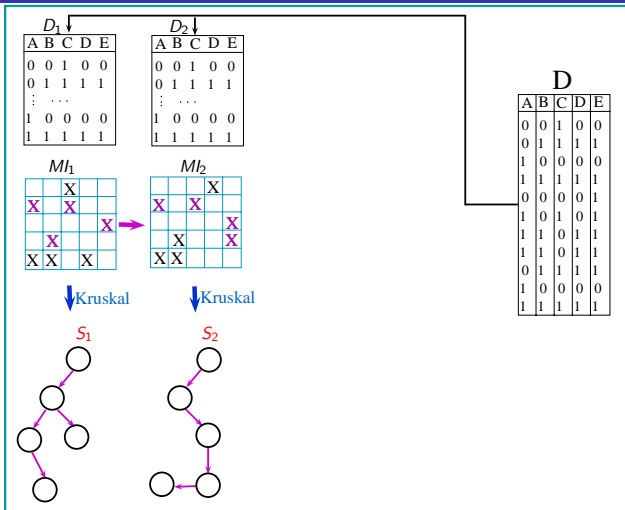 D₁ D₂
A B C D E A B C D E
0 0 1 0 0 0 0 1 0 0
0 1 1 1 1 0 1 1 1 1
⋮ ··· ⋮ ···
1 0 0 0 0 1 0 0 0 0
1 1 1 1 1 1 1 1 1 1
D
A B C D E
0 0 1 0 0
0 1 1 1 1
1 0 0 0 1
1 1 0 1 1
0 0 0 0 1
1 0 1 0 1
1 1 0 1 1
1 1 0 1 1
0 1 1 0 1
1 0 0 0 0
1 1 1 1 1
MI₁ MI₂
X X
X X X X
X X
X X X
X X X X X
Kruskal Kruskal
S₁ S₂